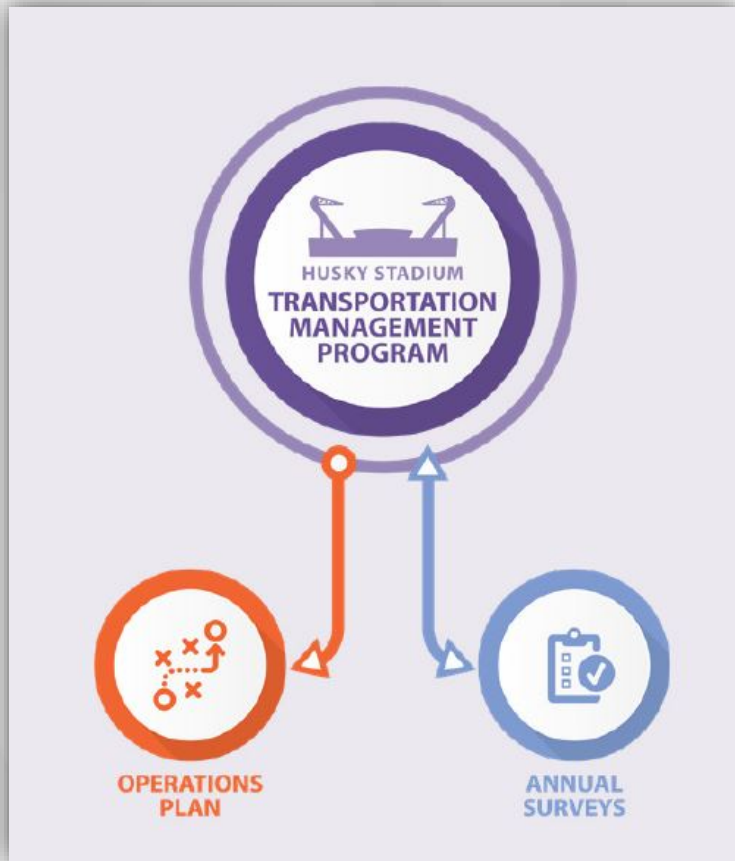 HUSKY STADIUM
TRANSPORTATION
MANAGEMENT
PROGRAM
OPERATIONS
PLAN
ANNUAL
SURVEYS